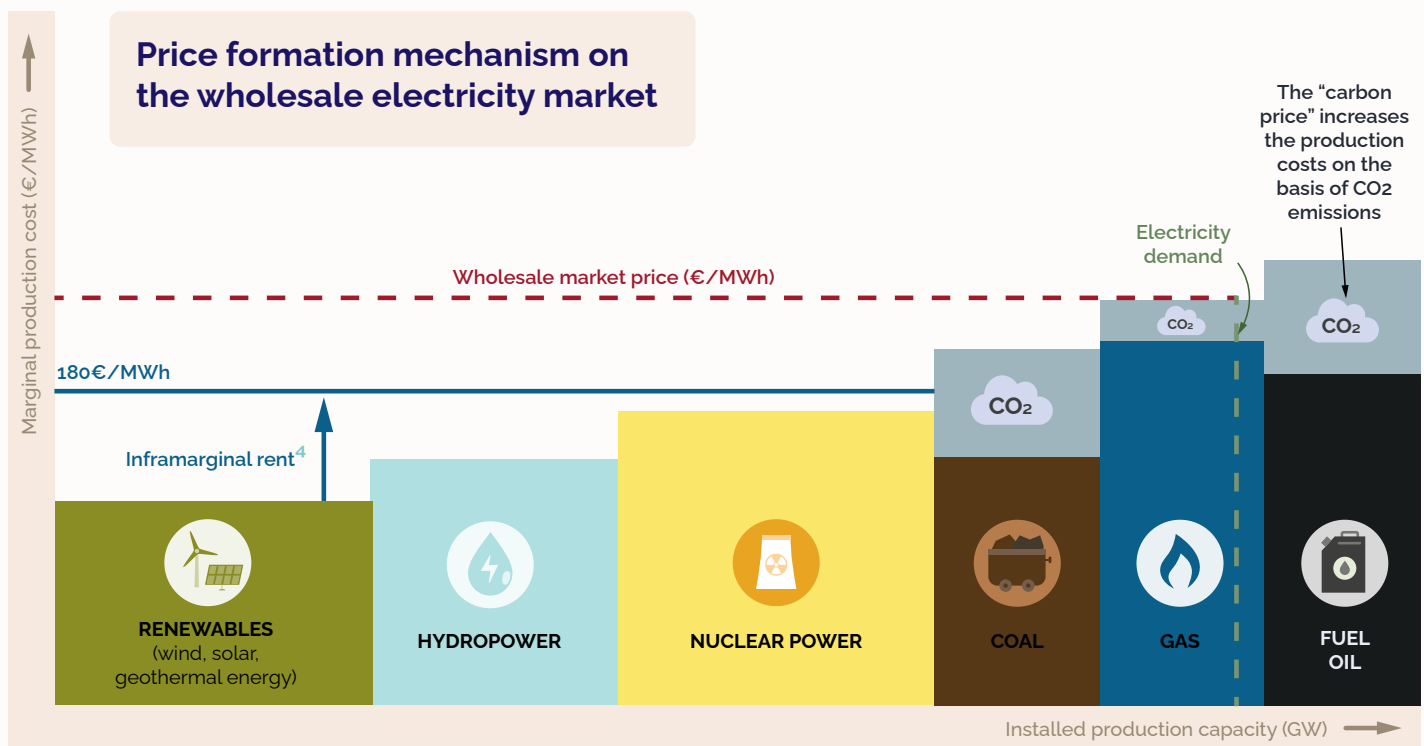 Price formation mechanism on
the wholesale electricity market
Marginal production cost (€/MWh)
The “carbon
price” increases
the production
costs on the
basis of CO2
emissions
Electricity
demand
Wholesale market price (€/MWh)
180€/MWh
Inframarginal rent4
CO₂
CO₂
CO₂
RENEWABLES
(wind, solar,
geothermal energy)
HYDROPOWER
NUCLEAR POWER
COAL
GAS
FUEL
OIL
Installed production capacity (GW)